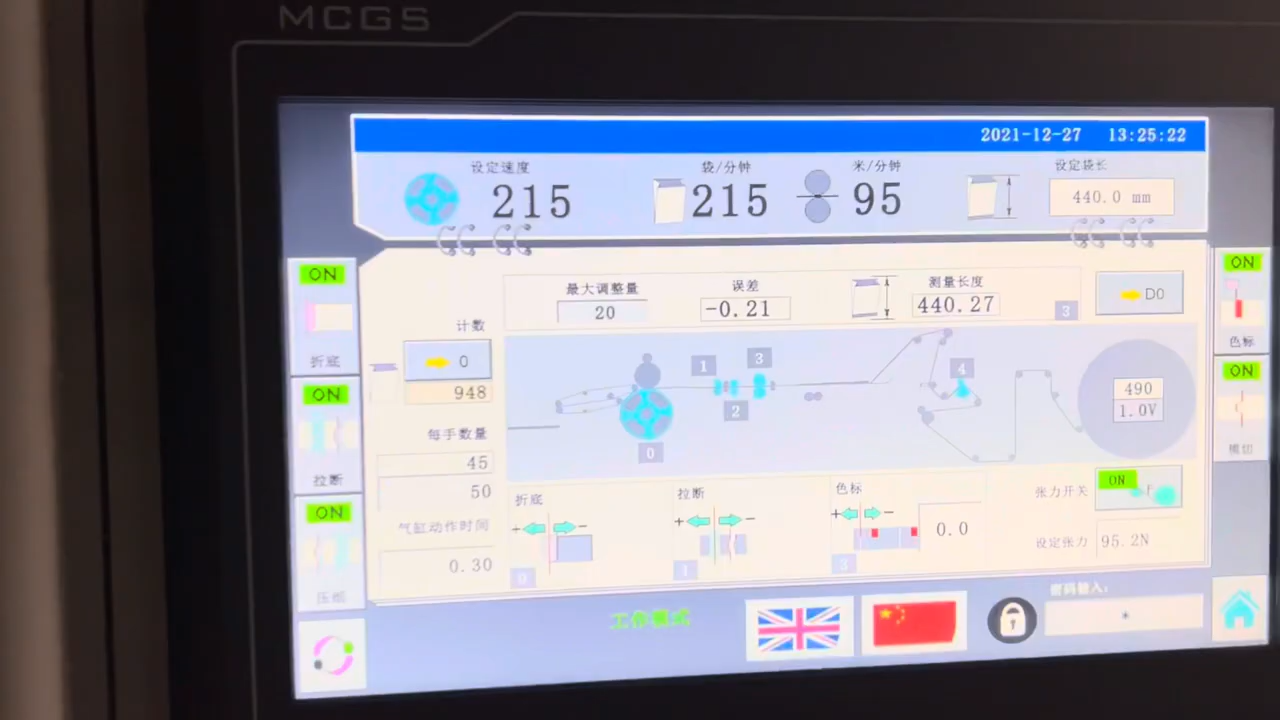 MCGS
2021-12-27 13:25:22
设定速度
215
袋/分钟
215
米/分钟
95
设定袋长
440.0 mm
ON
折底
ON
拉断
ON
压纸
计数
0
948
每手数量
45
50
气缸动作时间
0.30
最大调整量
20
误差
-0.21
测量长度
440.27
3
D0
1
3
2
4
0
490
1.0V
折底
+ -
0
拉断
+ -
1
色标
+ -
3
0.0
张力开关
ON
F
设定张力
95.2N
ON
色标
ON
模切
工作模式
密码输入:
*